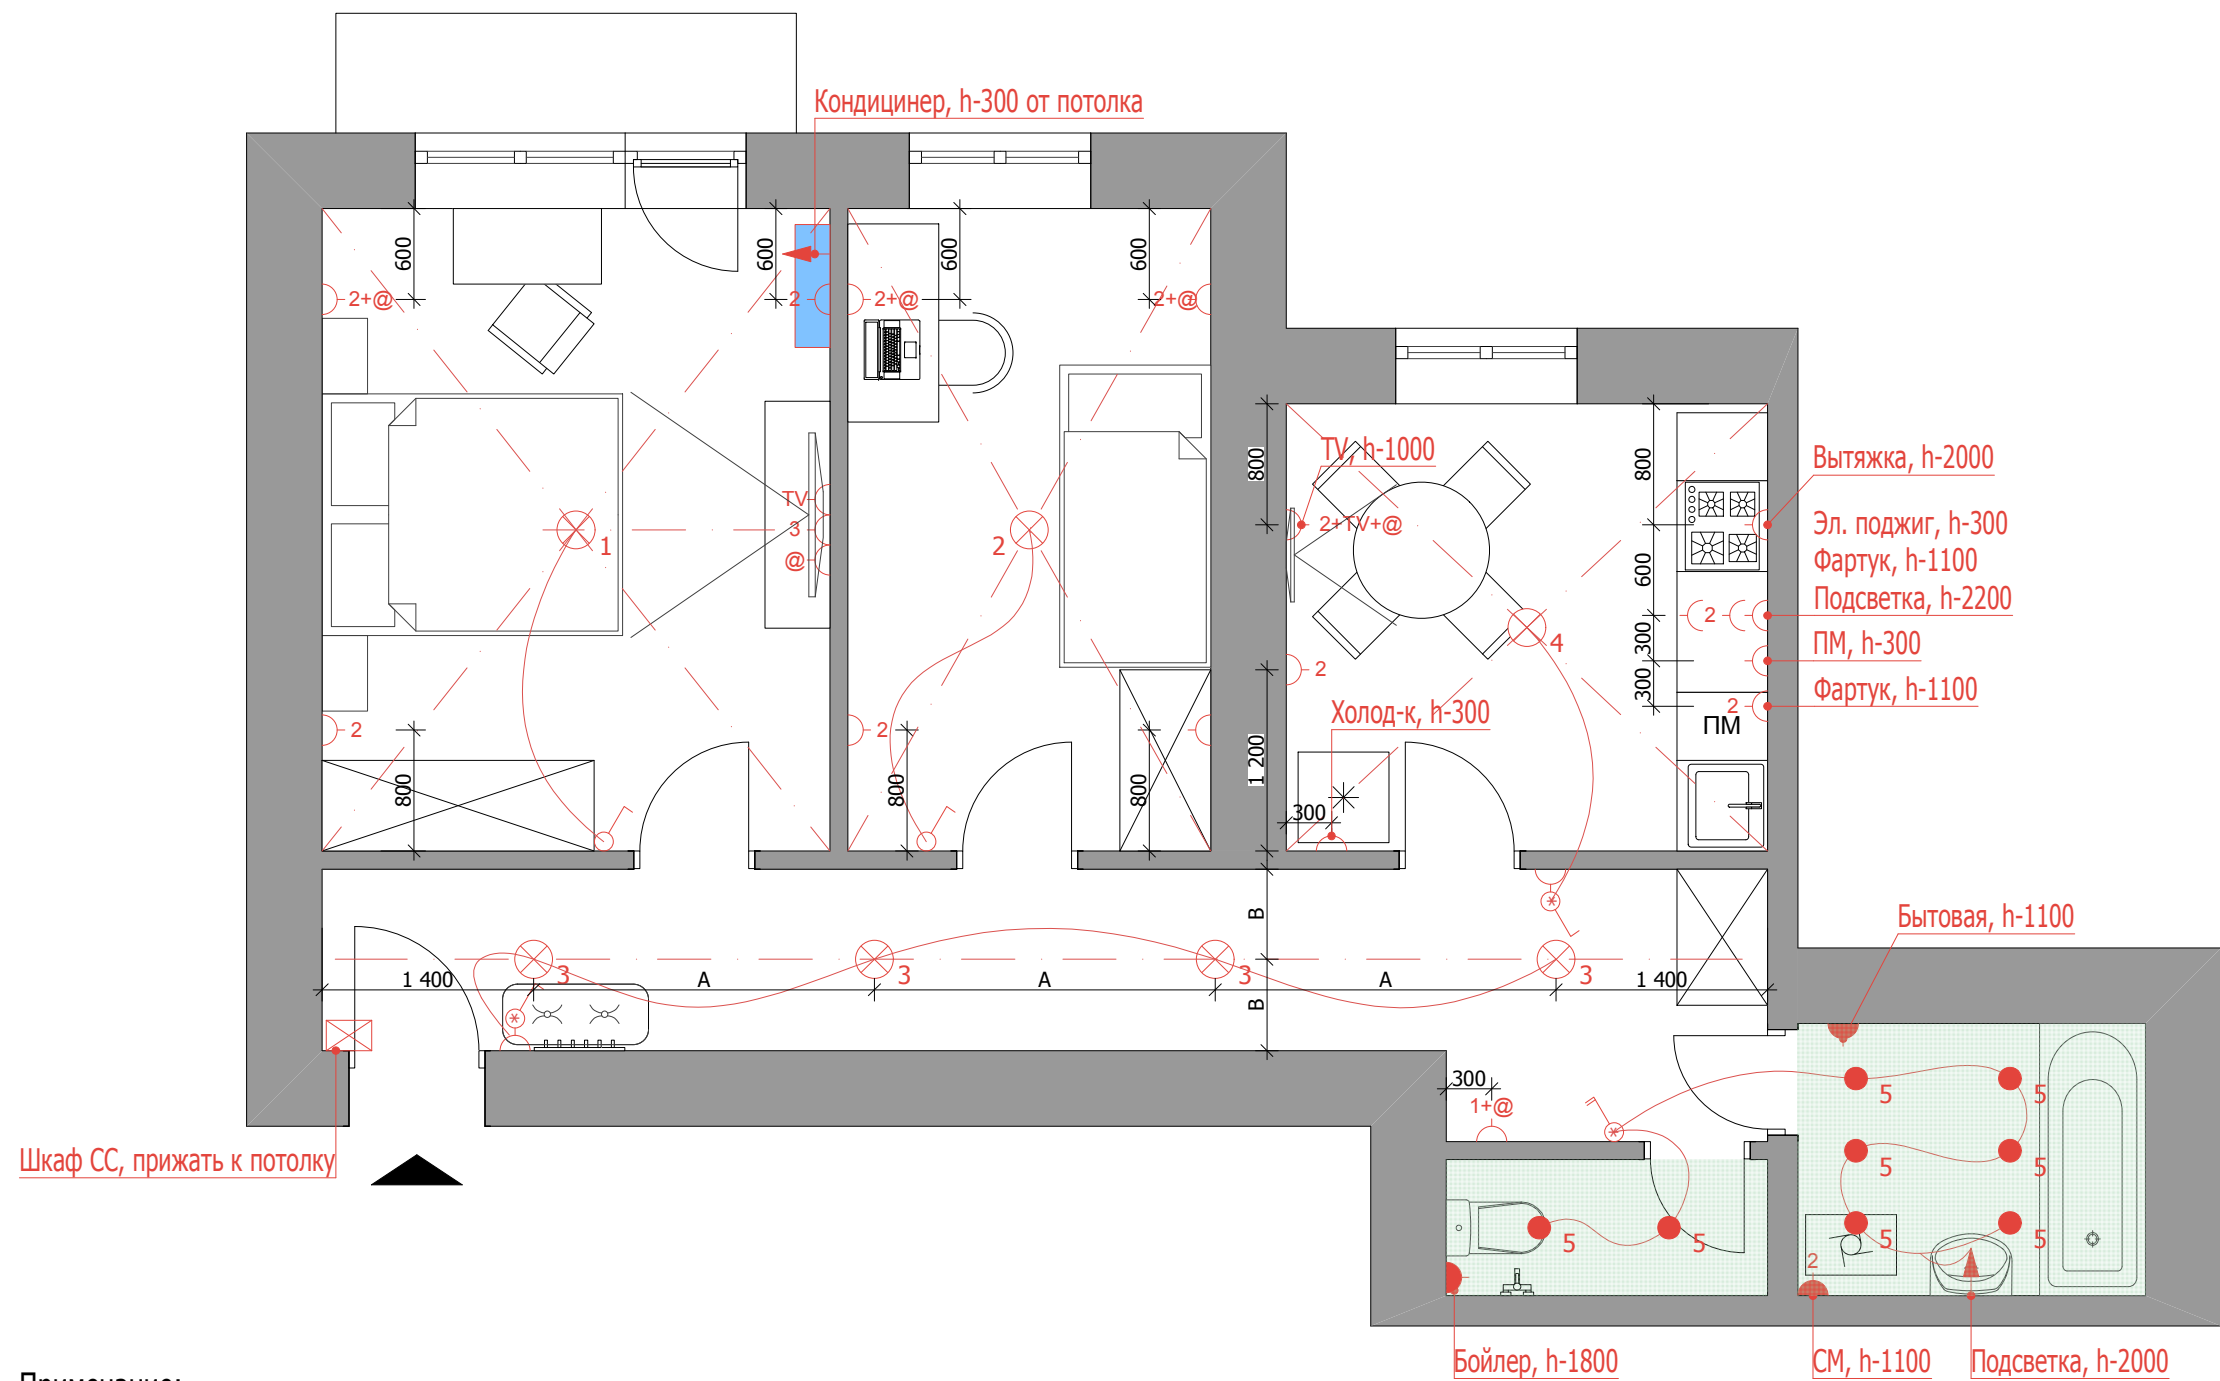 Кондицинер, h-300 от потолка
600
600
600
600
2+@
2
2+@
2+@
TV, h-1000
800
800
Вытяжка, h-2000
TV
3
@
1
2
2+TV+@
Эл. поджиг, h-300
Фартук, h-1100
600
2
Подсветка, h-2200
300
4
ПМ, h-300
2
300
Фартук, h-1100
2
ПМ
Холод-к, h-300
2
2
800
800
800
1 200
300
B
Бытовая, h-1100
3
3
3
3
1 400
A
A
A
1 400
B
300
1+@
5
5
5
5
5
5
5
2
Шкаф СС, прижать к потолку
Бойлер, h-1800
СМ, h-1100
Подсветка, h-2000